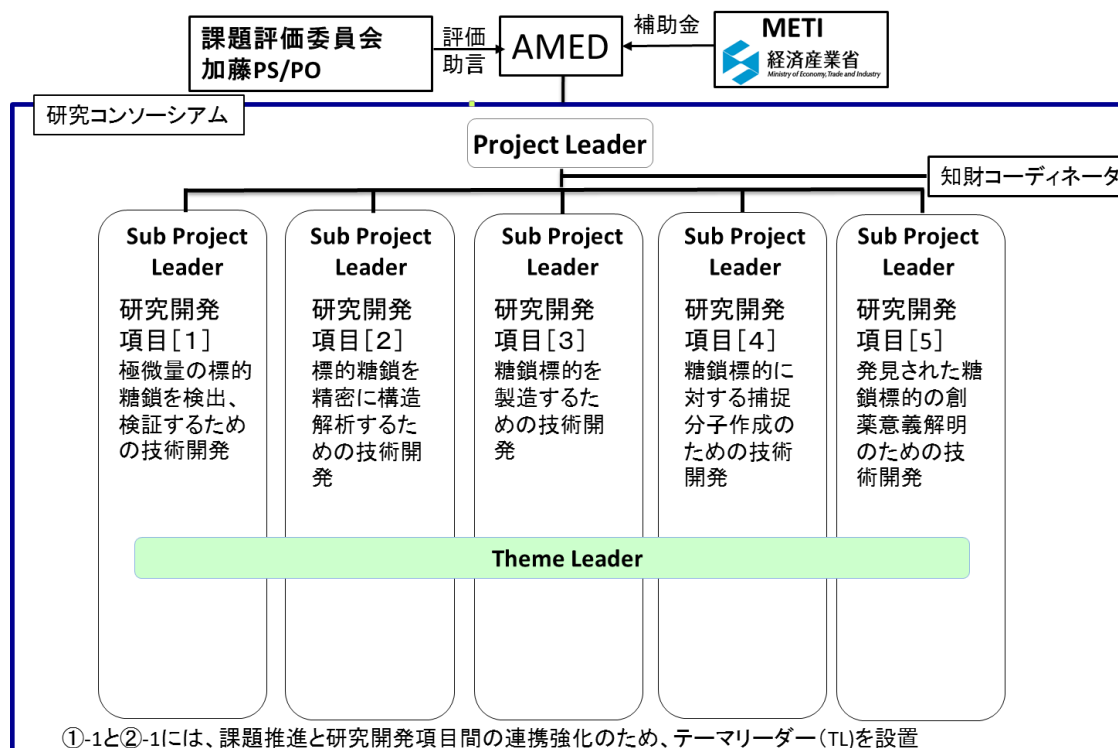 課題評価委員会
加藤PS/PO
評価
助言
AMED
補助金
METI
経済産業省
Ministry of Economy, Trade and Industry
研究コンソーシアム
Project Leader
知財コーディネータ
Sub Project
Leader
研究開発
項目[1]
極微量の標的
糖鎖を検出、
検証するため
の技術開発
Sub Project
Leader
研究開発
項目[2]
標的糖鎖を
精密に構造
解析するた
めの技術開
発
Sub Project
Leader
研究開発
項目[3]
糖鎖標的を
製造するた
めの技術開
発
Sub Project
Leader
研究開発
項目[4]
糖鎖標的に
対する捕捉
分子作成の
ための技術
開発
Sub Project
Leader
研究開発
項目[5]
発見された糖
鎖標的の創
薬意義解明
のための技
術開発
Theme Leader
①-1と②-1には、課題推進と研究開発項目間の連携強化のため、テーマリーダー(TL)を設置